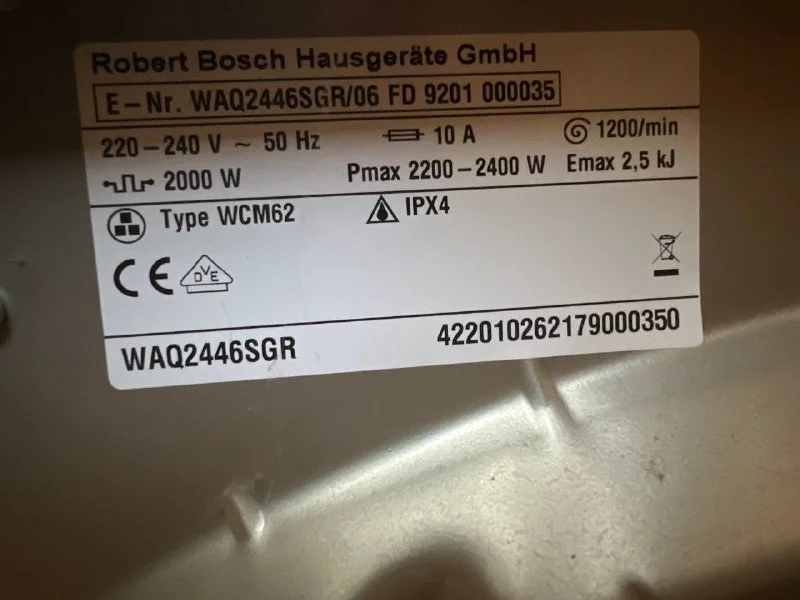 Robert Bosch Hausgeräte GmbH
E-Nr. WAQ2446SGR/06 FD 9201 000035
220-240 V ~ 50 Hz 10 A 1200/min
2000 W Pmax 2200-2400 W Emax 2,5 kJ
Type WCM62 IPX4
CE DVE
WAQ2446SGR 422010262179000350